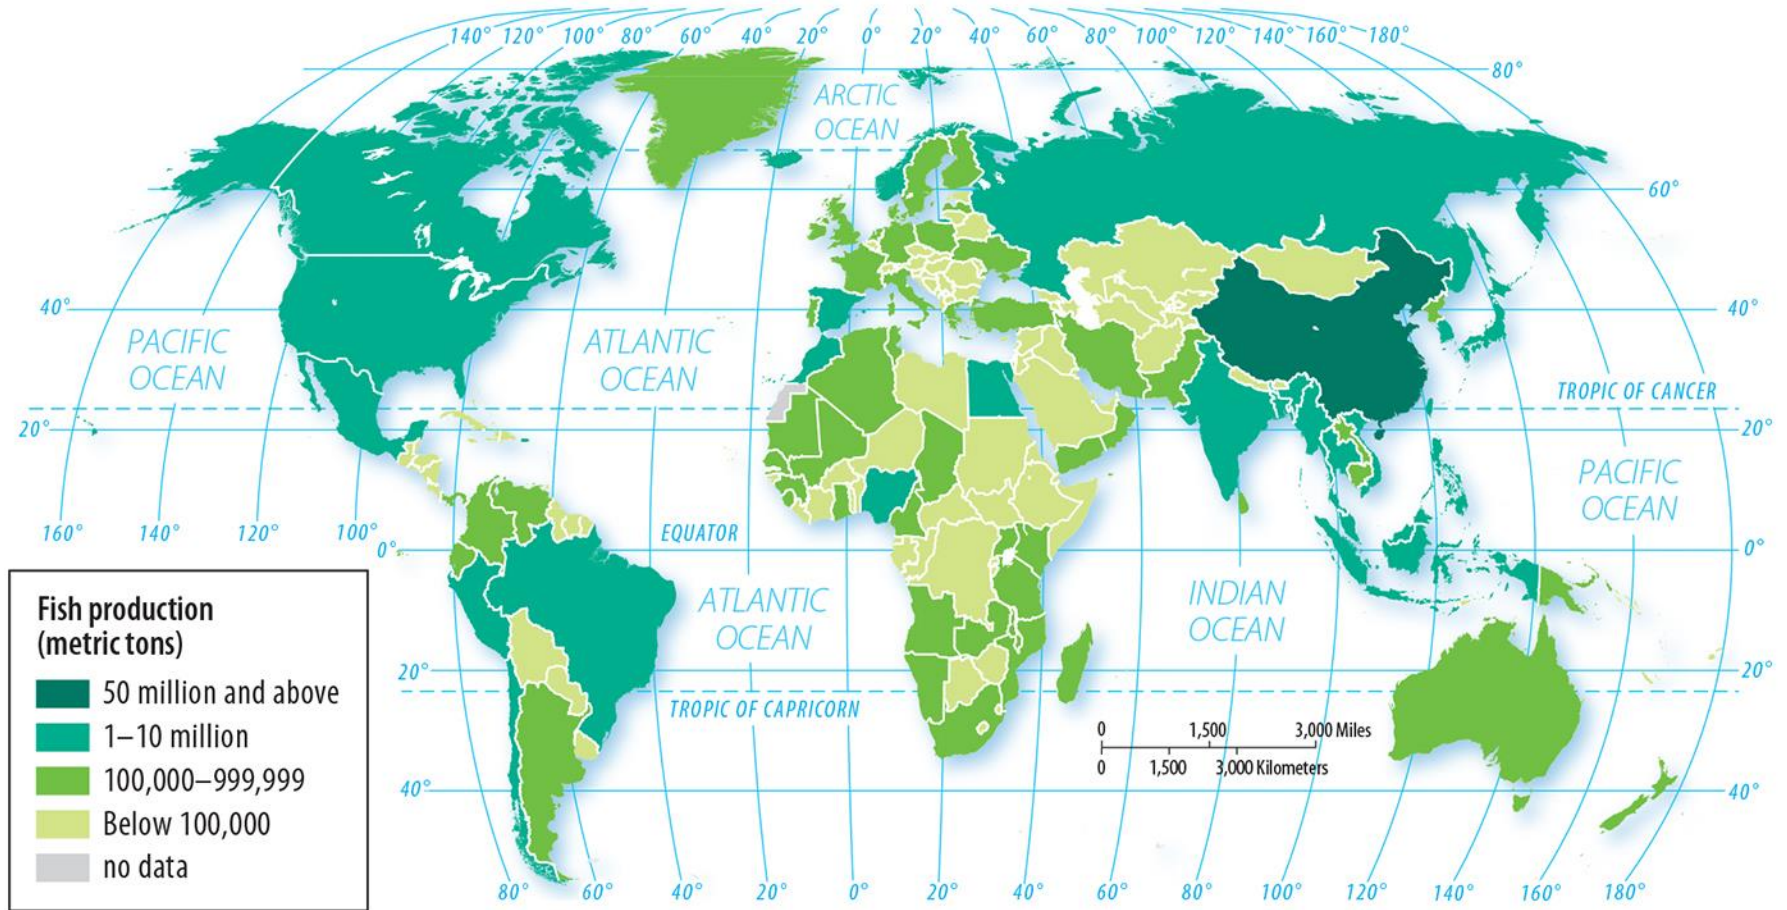 140° 120° 100° 80° 60° 40° 20° 0° 20° 40° 60° 80° 100° 120° 140° 160° 180°
80°
ARCTIC
OCEAN
60°
40°
40°
PACIFIC
OCEAN
ATLANTIC
OCEAN
TROPIC OF CANCER
20°
20°
PACIFIC
OCEAN
160° 140° 120° 100° 0°
EQUATOR
0°
ATLANTIC
OCEAN
INDIAN
OCEAN
20°
20°
TROPIC OF CAPRICORN
0 1,500 3,000 Miles
0 1,500 3,000 Kilometers
40°
40°
80° 60° 40° 20° 0° 20° 40° 60° 80° 100° 120° 140° 160° 180°
Fish production
(metric tons)
50 million and above
1–10 million
100,000–999,999
Below 100,000
no data